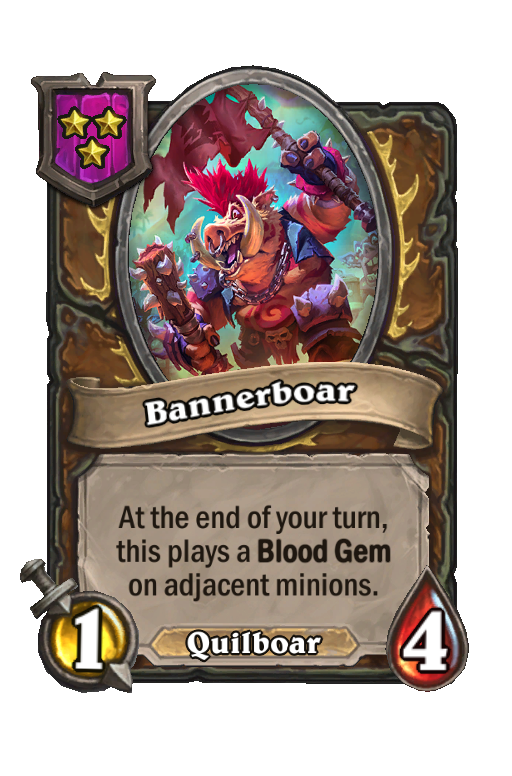 Bannerboar
At the end of your turn,
this plays a Blood Gem
on adjacent minions.
1
Quilboar
4